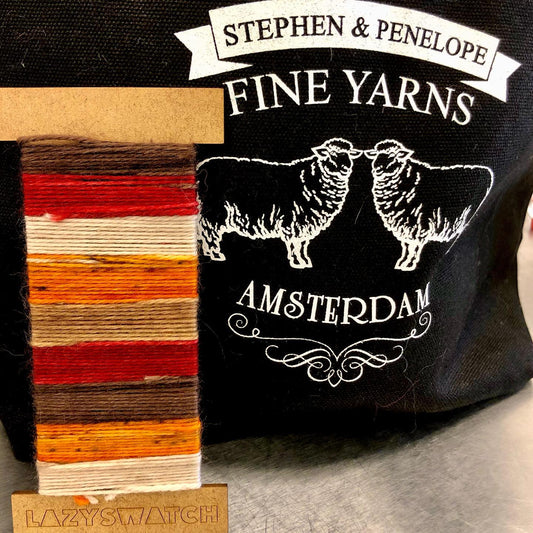 STEPHEN & PENELOPE
FINE YARNS
AMSTERDAM
LAZYSWATCH